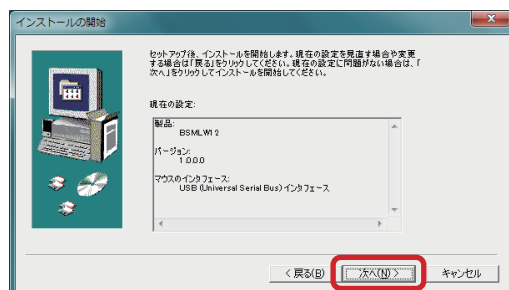 インストールの開始
セットアップ後、インストールを開始します。現在の設定を見直す場合や変更
する場合は「戻る」をクリックしてください。現在の設定に問題がない場合は、「
次へ」をクリックしてインストールを開始してください。
現在の設定:
製品:
BSMLW12
バージョン:
1.0.0.0
マウスのインタフェース:
USB (Universal Serial Bus) インタフェース
< 戻る(B)
次へ(N) >
キャンセル